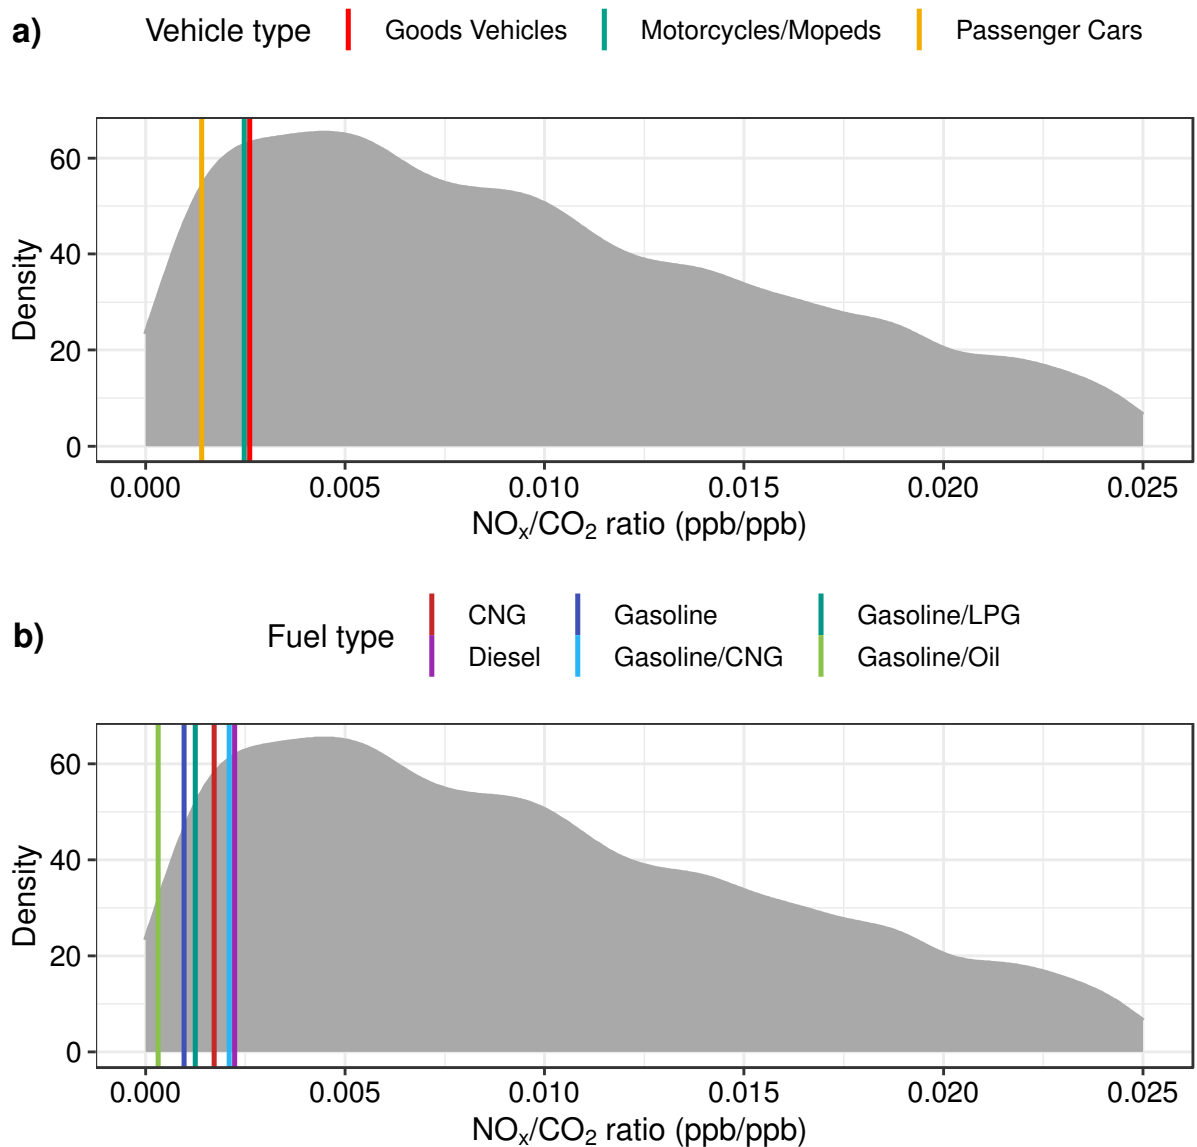 a) Vehicle type Goods Vehicles Motorcycles/Mopeds Passenger Cars
60
40
20
0
Density
0.000 0.005 0.010 0.015 0.020 0.025
NOₓ/CO₂ ratio (ppb/ppb)
b) Fuel type
CNG Gasoline Gasoline/LPG
Diesel Gasoline/CNG Gasoline/Oil
60
40
20
0
Density
0.000 0.005 0.010 0.015 0.020 0.025
NOₓ/CO₂ ratio (ppb/ppb)